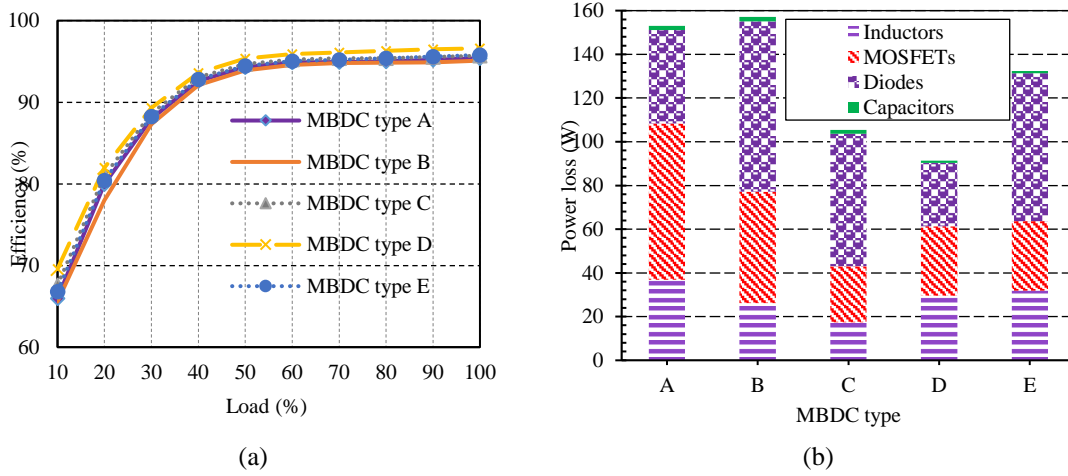 100
90
80
70
60
Efficiency (%)
MBDC type A
MBDC type B
MBDC type C
MBDC type D
MBDC type E
10 20 30 40 50 60 70 80 90 100
Load (%)
(a)
160
140
120
100
80
60
40
20
0
Power loss (W)
Inductors
MOSFETs
Diodes
Capacitors
A B C D E
MBDC type
(b)